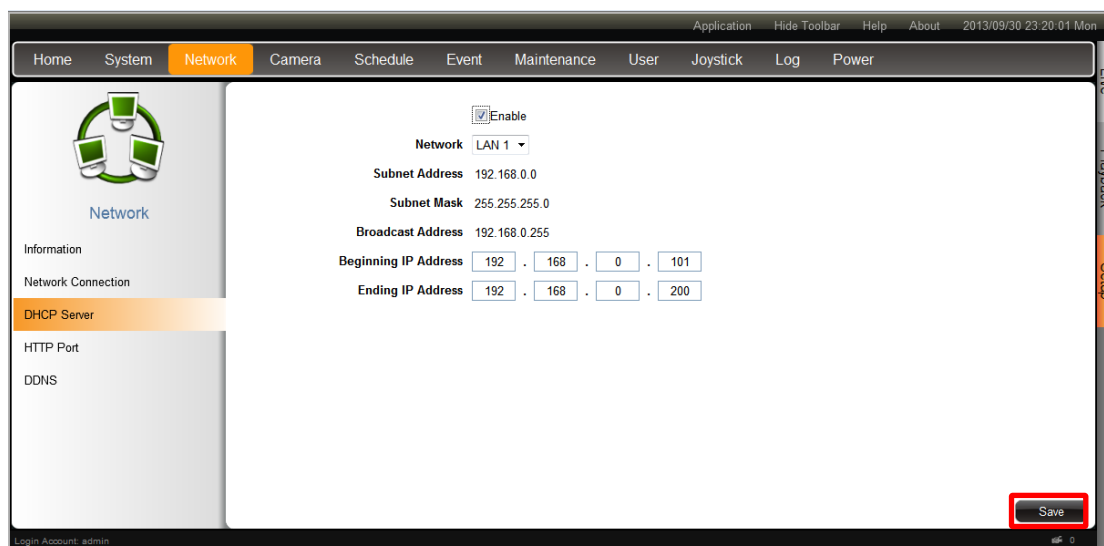 Application Hide Toolbar Help About 2013/09/30 23:20:01 Mon
Home System Network Camera Schedule Event Maintenance User Joystick Log Power
Enable
Network LAN 1
Subnet Address 192.168.0.0
Subnet Mask 255.255.255.0
Broadcast Address 192.168.0.255
Beginning IP Address 192 . 168 . 0 . 101
Ending IP Address 192 . 168 . 0 . 200
Network
Information
Network Connection
DHCP Server
HTTP Port
DDNS
Save
Login Account: admin
0